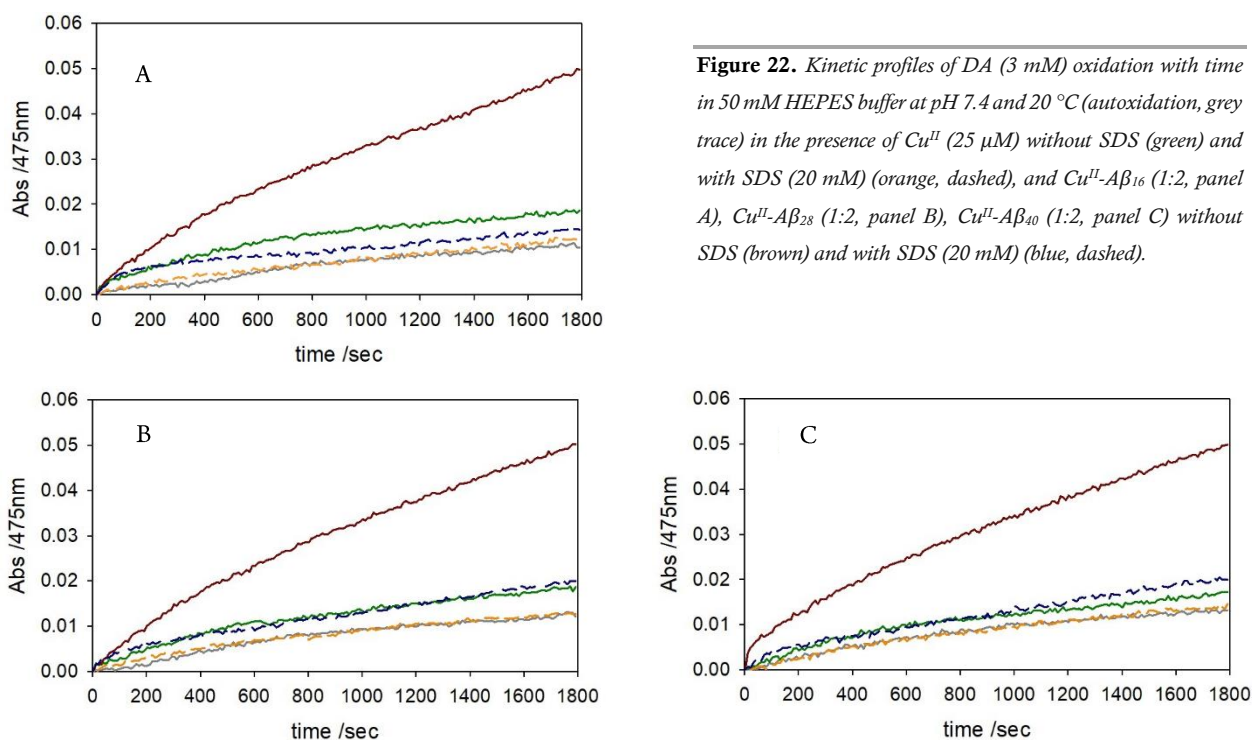 0.06
0.05
0.04
0.03
0.02
0.01
0.00
Abs /475nm
A
0 200 400 600 800 1000 1200 1400 1600 1800
time /sec
Figure 22. Kinetic profiles of DA (3 mM) oxidation with time
in 50 mM HEPES buffer at pH 7.4 and 20 °C (autoxidation, grey
trace) in the presence of Cuᴵᴵ (25 μM) without SDS (green) and
with SDS (20 mM) (orange, dashed), and Cuᴵᴵ-Aβ₁₆ (1:2, panel
A), Cuᴵᴵ-Aβ₂₈ (1:2, panel B), Cuᴵᴵ-Aβ₄₀ (1:2, panel C) without
SDS (brown) and with SDS (20 mM) (blue, dashed).
0.06
0.05
0.04
0.03
0.02
0.01
0.00
Abs /475nm
B
0 200 400 600 800 1000 1200 1400 1600 1800
time /sec
0.06
0.05
0.04
0.03
0.02
0.01
0.00
Abs /475nm
C
0 200 400 600 800 1000 1200 1400 1600 1800
time /sec